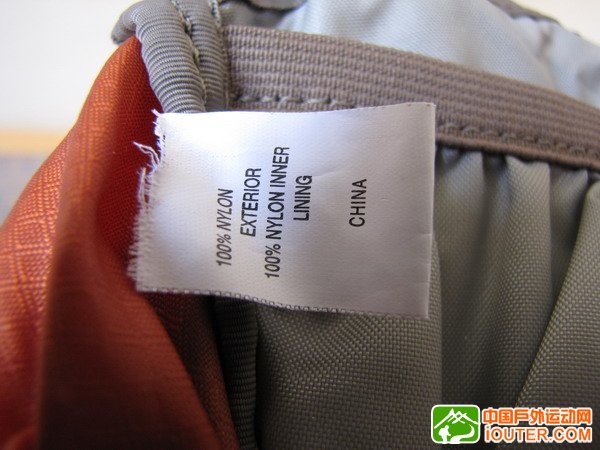 100% NYLON
EXTERIOR
100% NYLON INNER
LINING
CHINA
中国户外运动网
iOUTER.COM